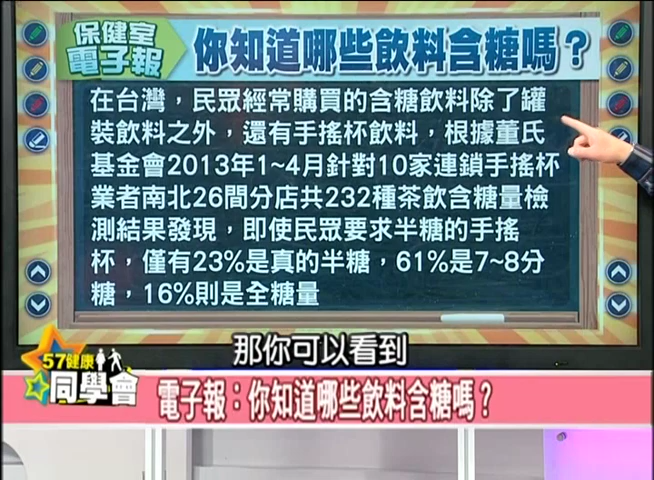 保健室
電子報
你知道哪些飲料含糖嗎？
在台灣，民眾經常購買的含糖飲料除了罐
裝飲料之外，還有手搖杯飲料，根據董氏
基金會2013年1~4月針對10家連鎖手搖杯
業者南北26間分店共232種茶飲含糖量檢
測結果發現，即使民眾要求半糖的手搖
杯，僅有23%是真的半糖，61%是7~8分
糖，16%則是全糖量
那你可以看到
57健康
同學會
電子報：你知道哪些飲料含糖嗎？